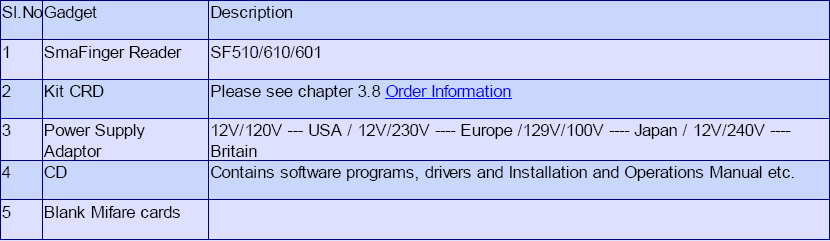 Sl.No Gadget Description
1 SmaFinger Reader SF510/610/601
2 Kit CRD Please see chapter 3.8 Order Information
3 Power Supply Adaptor 12V/120V --- USA / 12V/230V ---- Europe /129V/100V ---- Japan / 12V/240V ---- Britain
4 CD Contains software programs, drivers and Installation and Operations Manual etc.
5 Blank Mifare cards